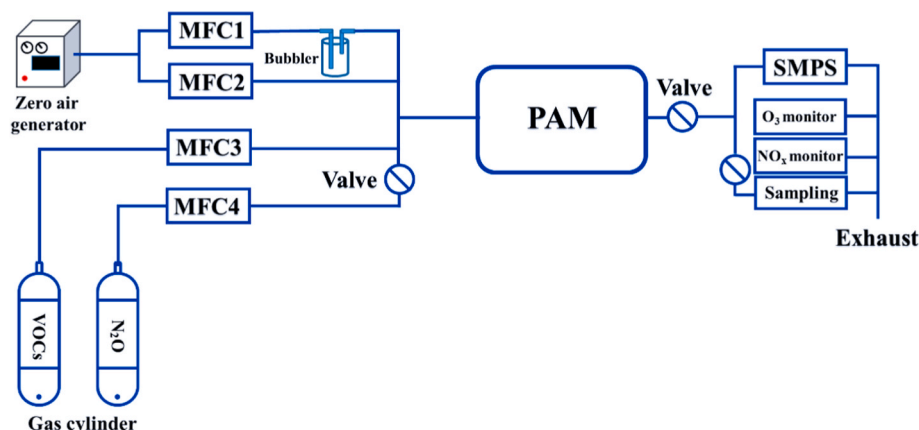 MFC1
Bubbler
MFC2
Zero air
generator
MFC3
Valve
MFC4
VOCs
N₂O
Gas cylinder
PAM
Valve
SMPS
O₃ monitor
NOₓ monitor
Sampling
Exhaust